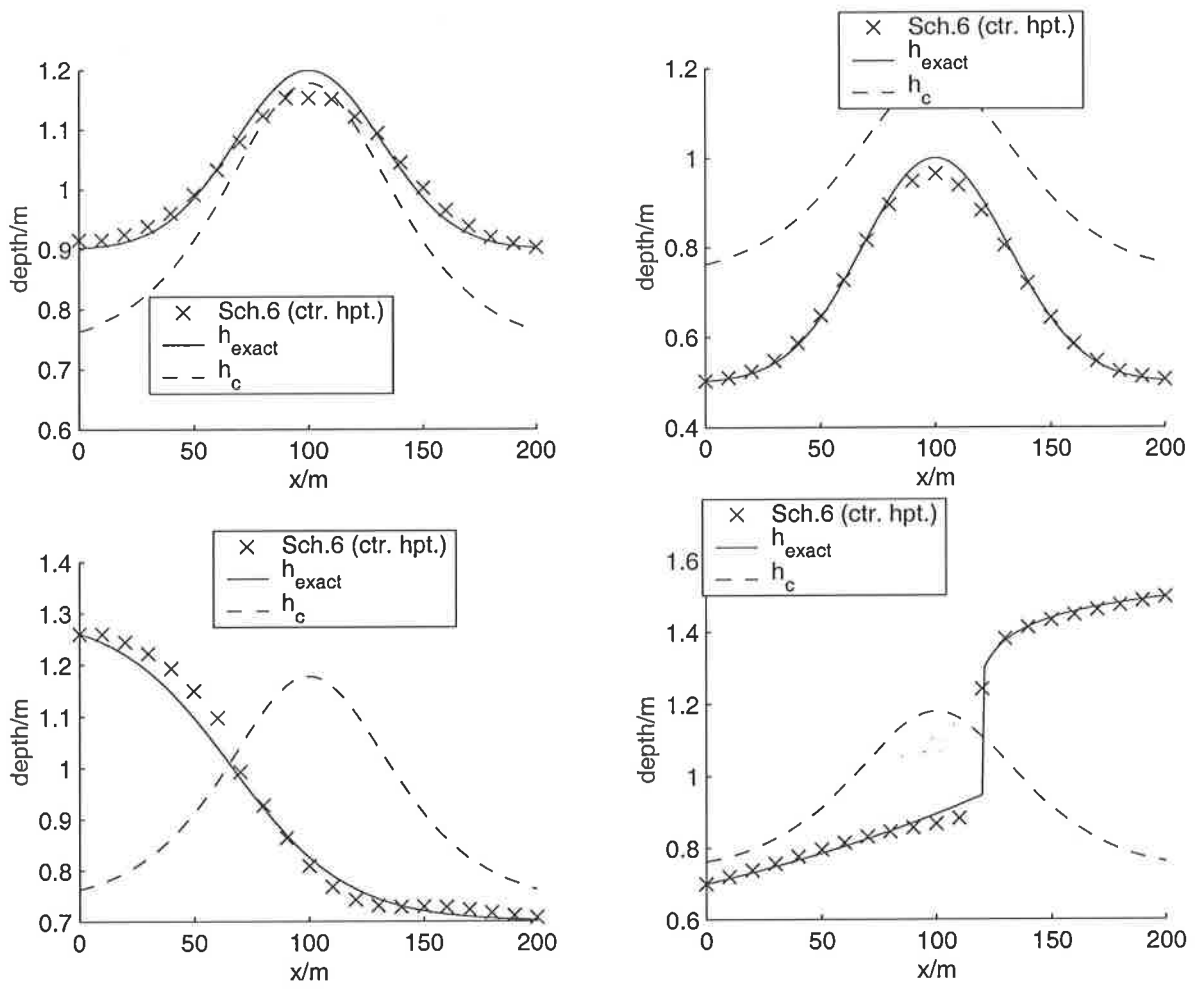 Sch.6 (ctr. hpt.)
h_exact
h_c
1.2
1.1
1
0.9
0.8
0.7
0.6
depth/m
0 50 100 150 200
x/m
Sch.6 (ctr. hpt.)
h_exact
h_c
1.2
1
0.8
0.6
0.4
depth/m
0 50 100 150 200
x/m
Sch.6 (ctr. hpt.)
h_exact
h_c
1.4
1.3
1.2
1.1
1
0.9
0.8
0.7
depth/m
0 50 100 150 200
x/m
Sch.6 (ctr. hpt.)
h_exact
h_c
1.6
1.4
1.2
1
0.8
0.6
depth/m
0 50 100 150 200
x/m